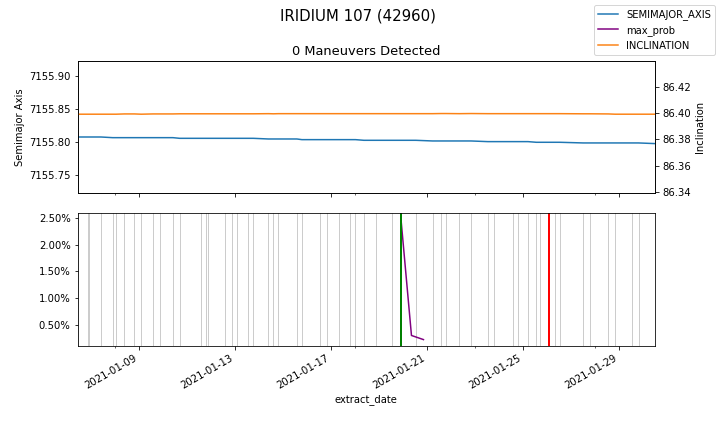 IRIDIUM 107 (42960)
SEMIMAJOR_AXIS
max_prob
INCLINATION
0 Maneuvers Detected
7155.90
7155.85
7155.80
7155.75
Semimajor Axis
86.42
86.40
86.38
86.36
86.34
Inclination
2.50%
2.00%
1.50%
1.00%
0.50%
2021-01-09
2021-01-13
2021-01-17
2021-01-21
2021-01-25
2021-01-29
extract_date